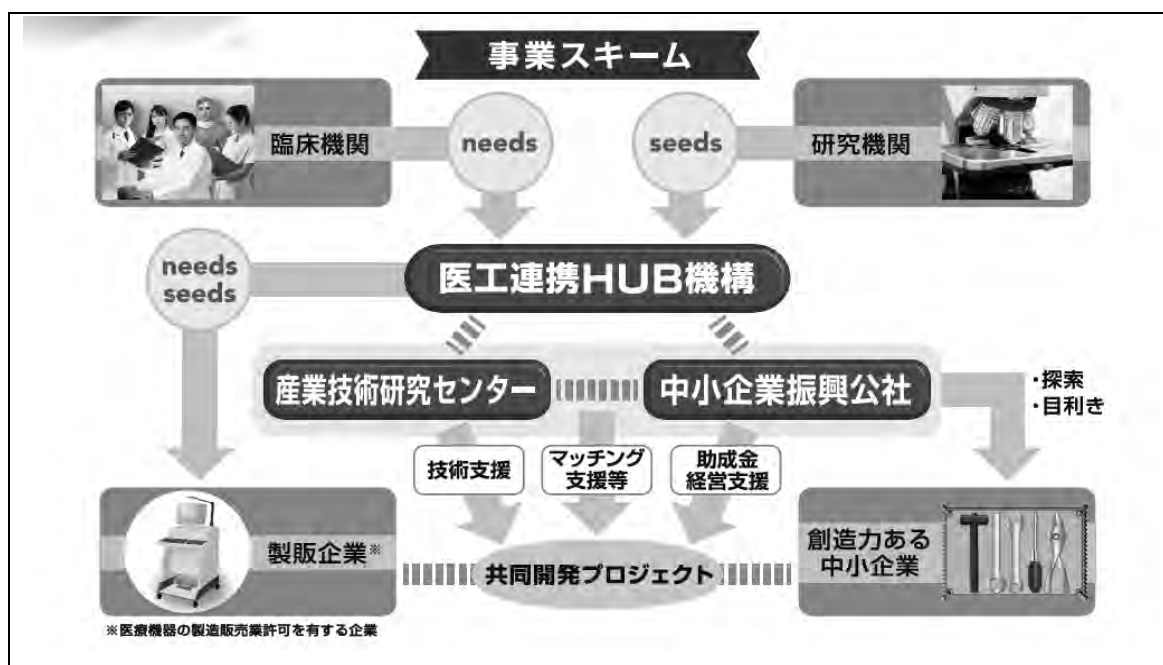 事業スキーム
臨床機関
needs
seeds
研究機関
needs
seeds
医工連携HUB機構
産業技術研究センター
中小企業振興公社
・探索
・目利き
技術支援
マッチング
支援等
助成金
経営支援
製販企業※
共同開発プロジェクト
創造力ある
中小企業
※医療機器の製造販売業許可を有する企業